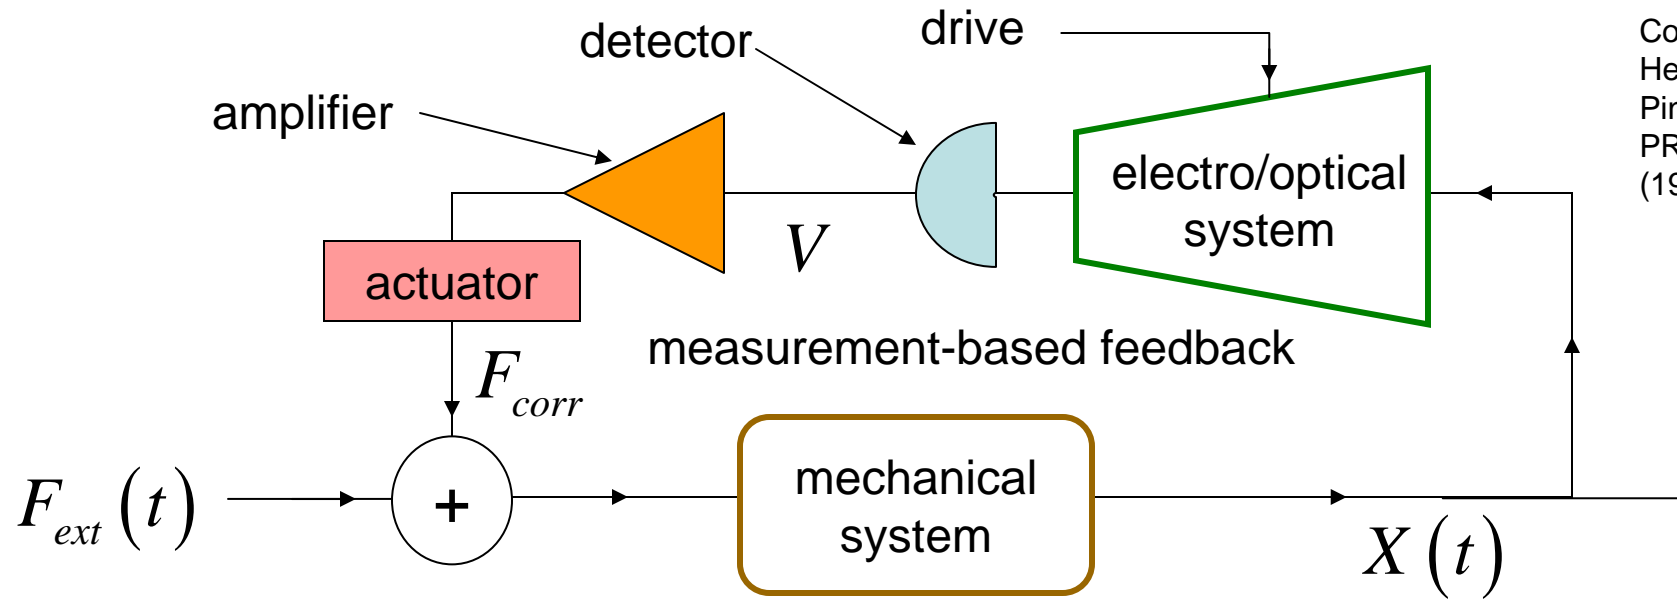 drive
detector
amplifier
electro/optical
system
V
actuator
measurement-based feedback
F_corr
mechanical
system
F_ext (t)
+
X (t)